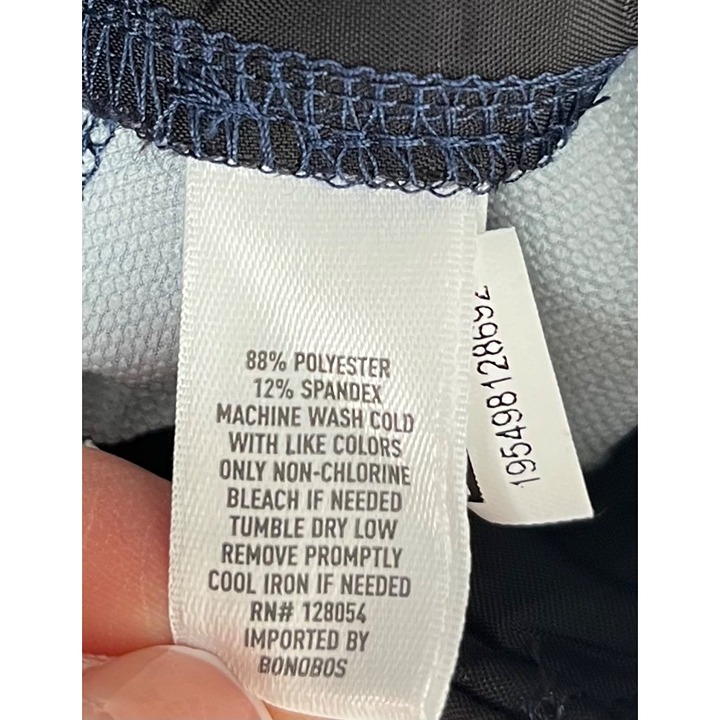 88% POLYESTER
12% SPANDEX
MACHINE WASH COLD
WITH LIKE COLORS
ONLY NON-CHLORINE
BLEACH IF NEEDED
TUMBLE DRY LOW
REMOVE PROMPTLY
COOL IRON IF NEEDED
RN# 128054
IMPORTED BY
BONOBOS
195498128692